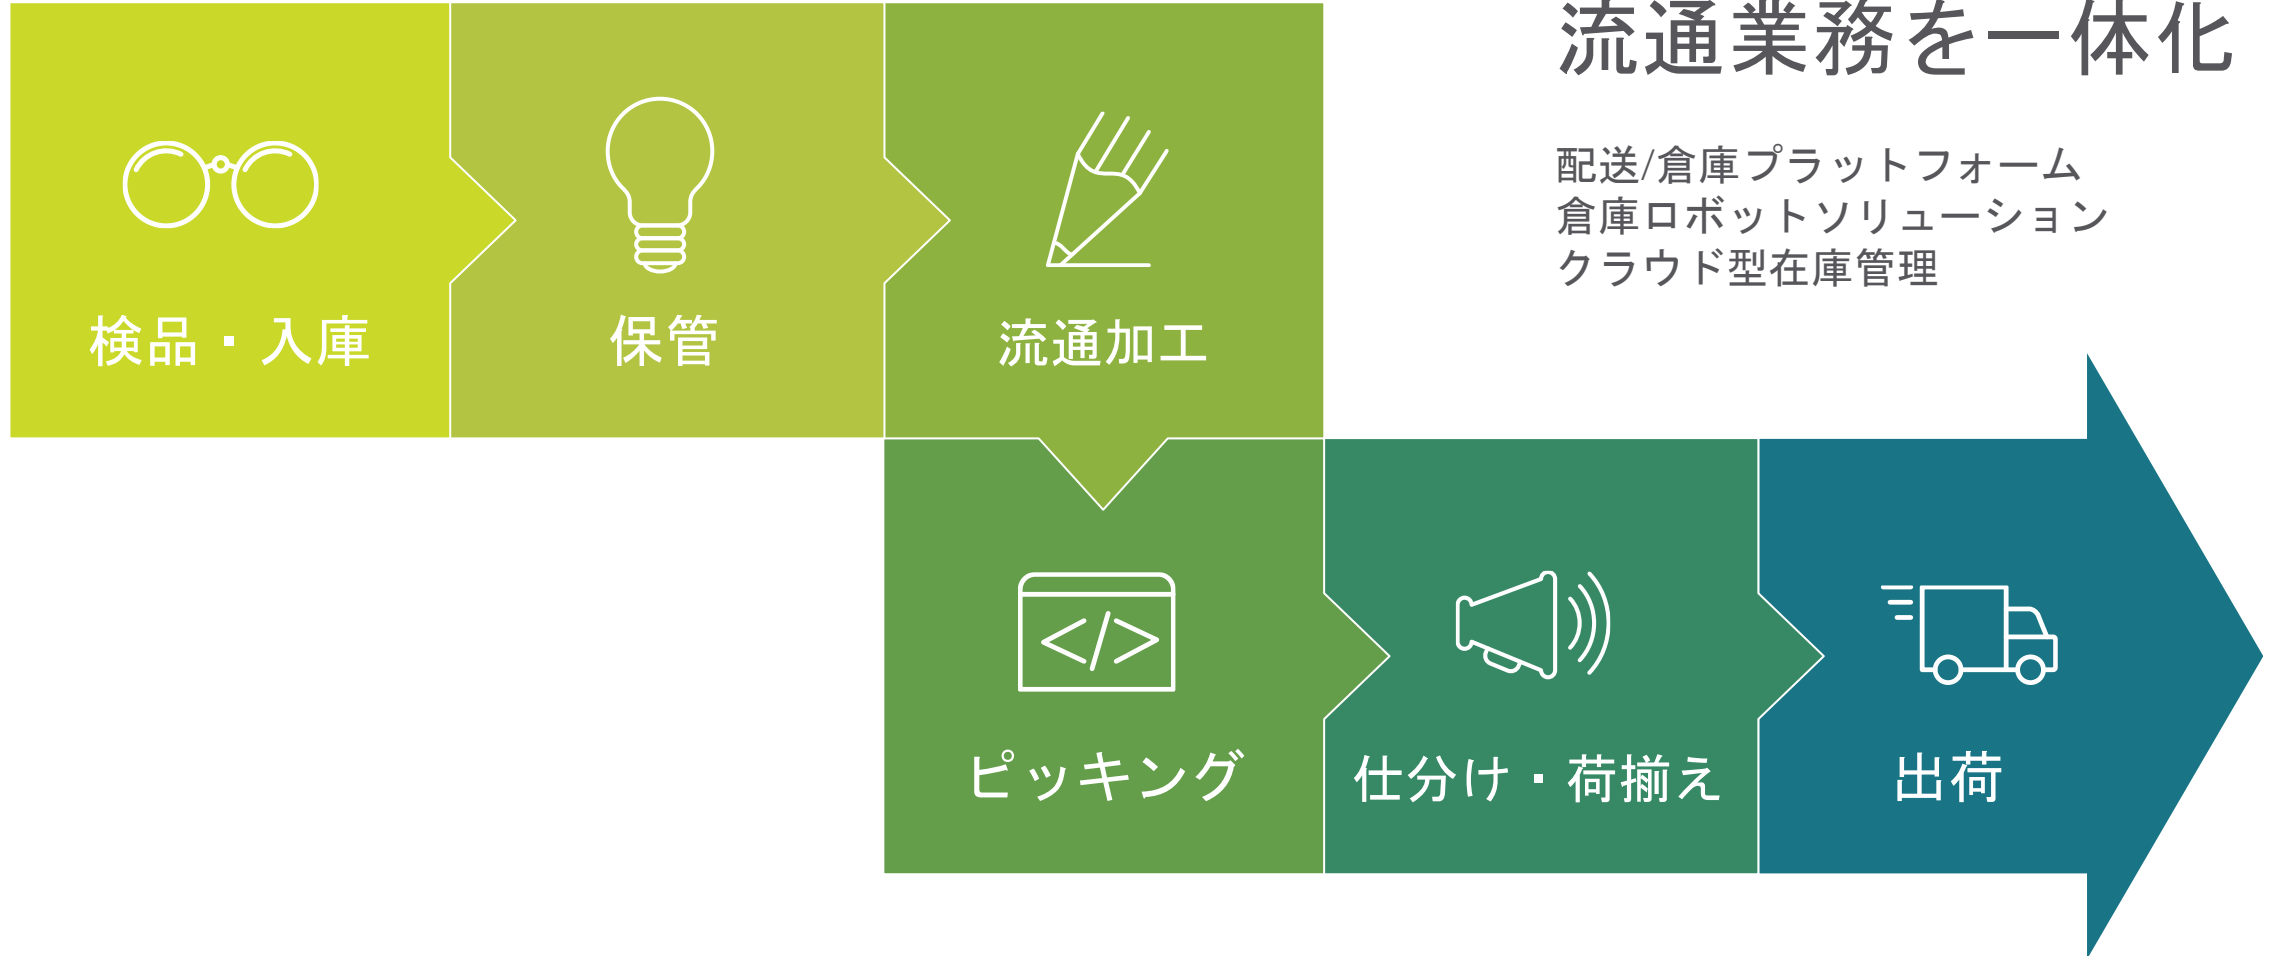 流通業務を一体化
配送/倉庫プラットフォーム
倉庫ロボットソリューション
クラウド型在庫管理
検品・入庫
保管
流通加工
ピッキング
仕分け・荷揃え
出荷